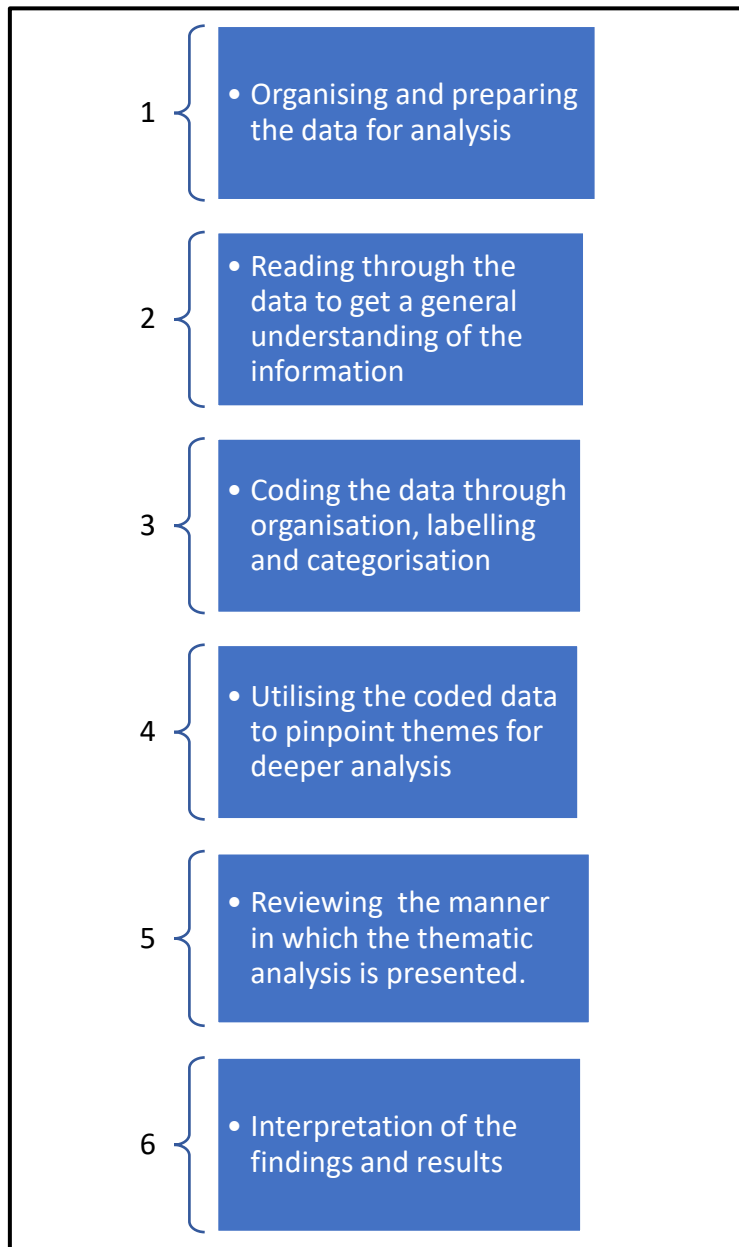 1
• Organising and preparing
the data for analysis
2
• Reading through the
data to get a general
understanding of the
information
3
• Coding the data through
organisation, labelling
and categorisation
4
• Utilising the coded data
to pinpoint themes for
deeper analysis
5
• Reviewing  the manner
in which the thematic
analysis is presented.
6
• Interpretation of the
findings and results